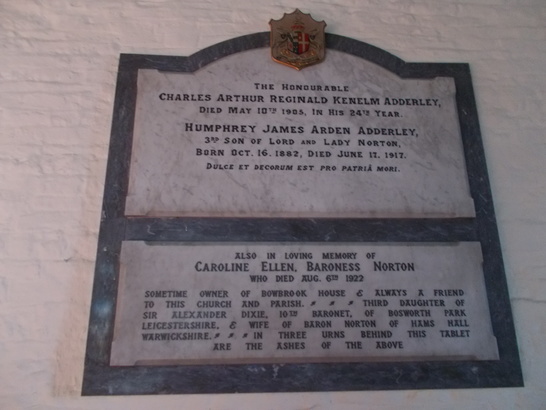 THE HONOURABLE
CHARLES ARTHUR REGINALD KENELM ADDERLEY,
DIED MAY 10TH 1905, IN HIS 24TH YEAR.
HUMPHREY JAMES ARDEN ADDERLEY,
3RD SON OF LORD AND LADY NORTON,
BORN OCT. 16. 1882, DIED JUNE 17, 1917.
DULCE ET DECORUM EST PRO PATRIÂ MORI.
ALSO IN LOVING MEMORY OF
CAROLINE ELLEN, BARONESS NORTON
WHO DIED AUG. 6TH 1922
SOMETIME OWNER OF BOWBROOK HOUSE & ALWAYS A FRIEND
TO THIS CHURCH AND PARISH. THIRD DAUGHTER OF
SIR ALEXANDER DIXIE, 10TH BARONET, OF BOSWORTH PARK
LEICESTERSHIRE, & WIFE OF BARON NORTON OF HAMS HALL
WARWICKSHIRE. IN THREE URNS BEHIND THIS TABLET
ARE THE ASHES OF THE ABOVE